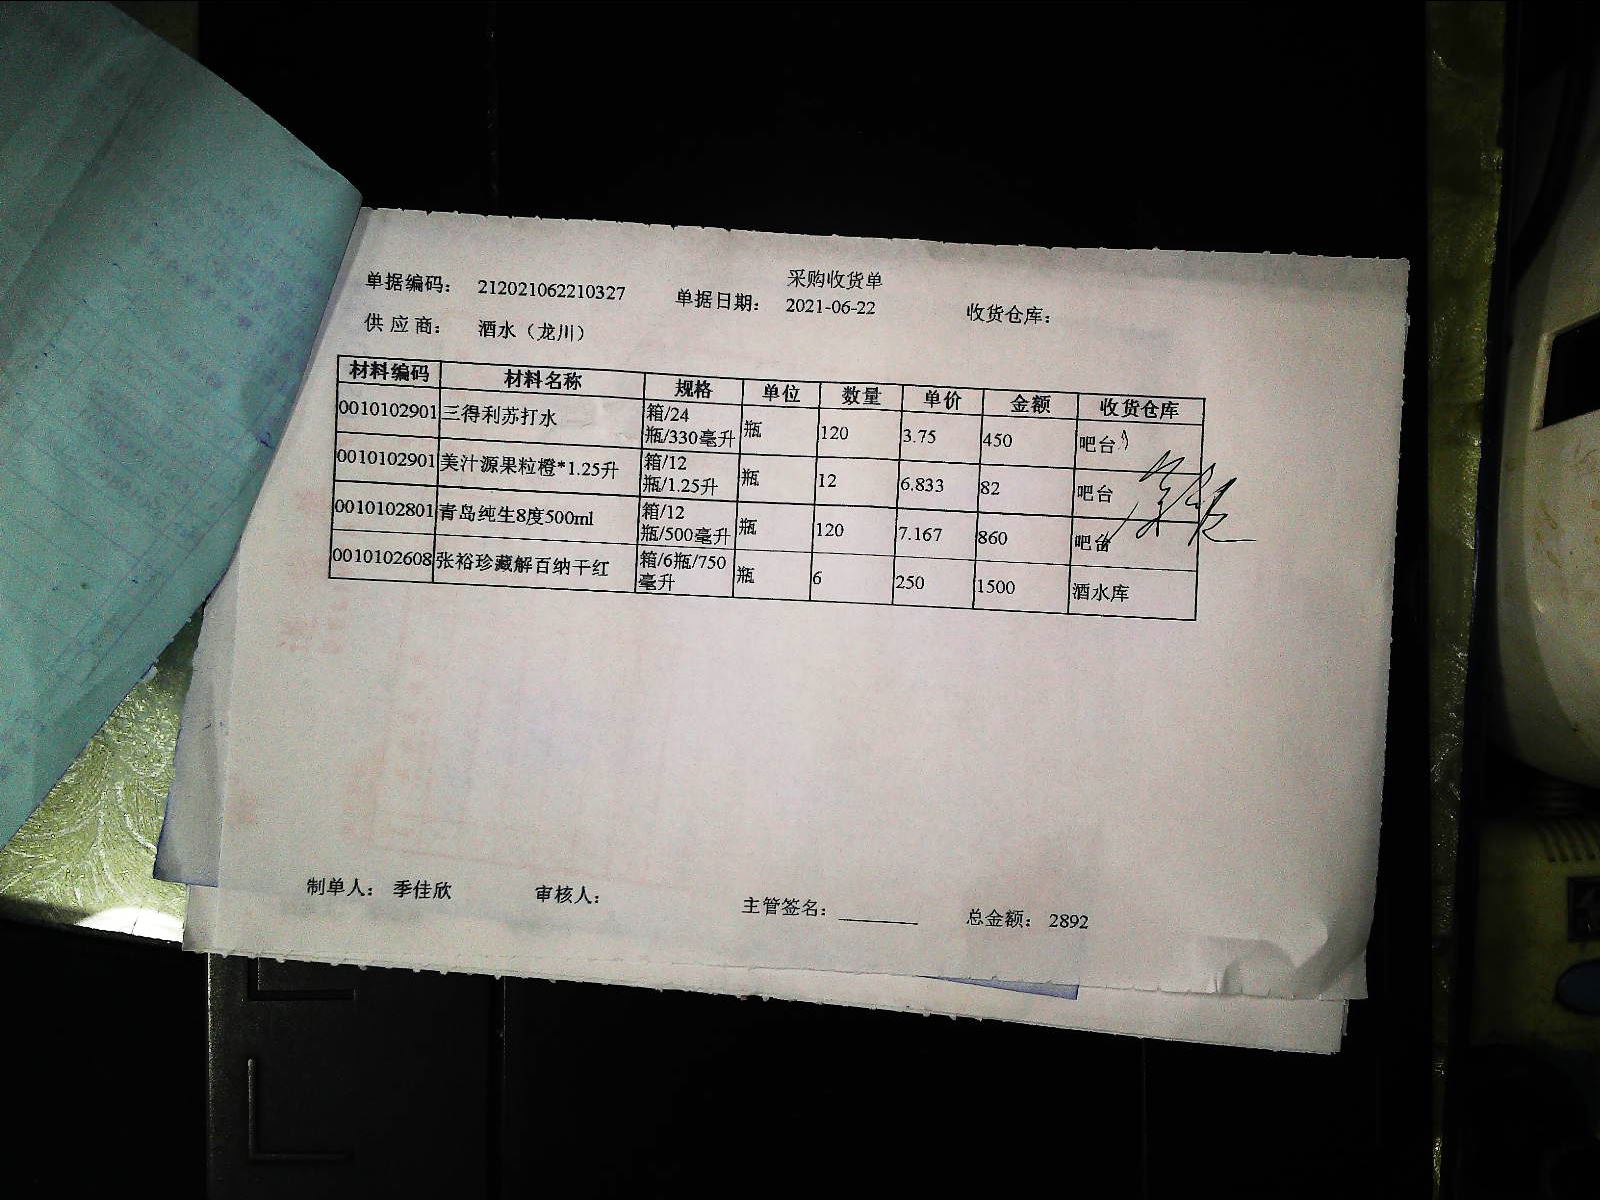 采购收货单
单据编码： 212021062210327 单据日期： 2021-06-22 收货仓库：
供 应 商： 酒水（龙川）
材料编码 材料名称 规格 单位 数量 单价 金额 收货仓库
0010102901 三得利苏打水 箱/24瓶/330毫升 瓶 120 3.75 450 吧台
0010102901 美汁源果粒橙*1.25升 箱/12瓶/1.25升 瓶 12 6.833 82 吧台
0010102801 青岛纯生8度500ml 箱/12瓶/500毫升 瓶 120 7.167 860 吧台
0010102608 张裕珍藏解百纳干红 箱/6瓶/750毫升 瓶 6 250 1500 酒水库
制单人： 季佳欣 审核人： 主管签名： 总金额： 2892